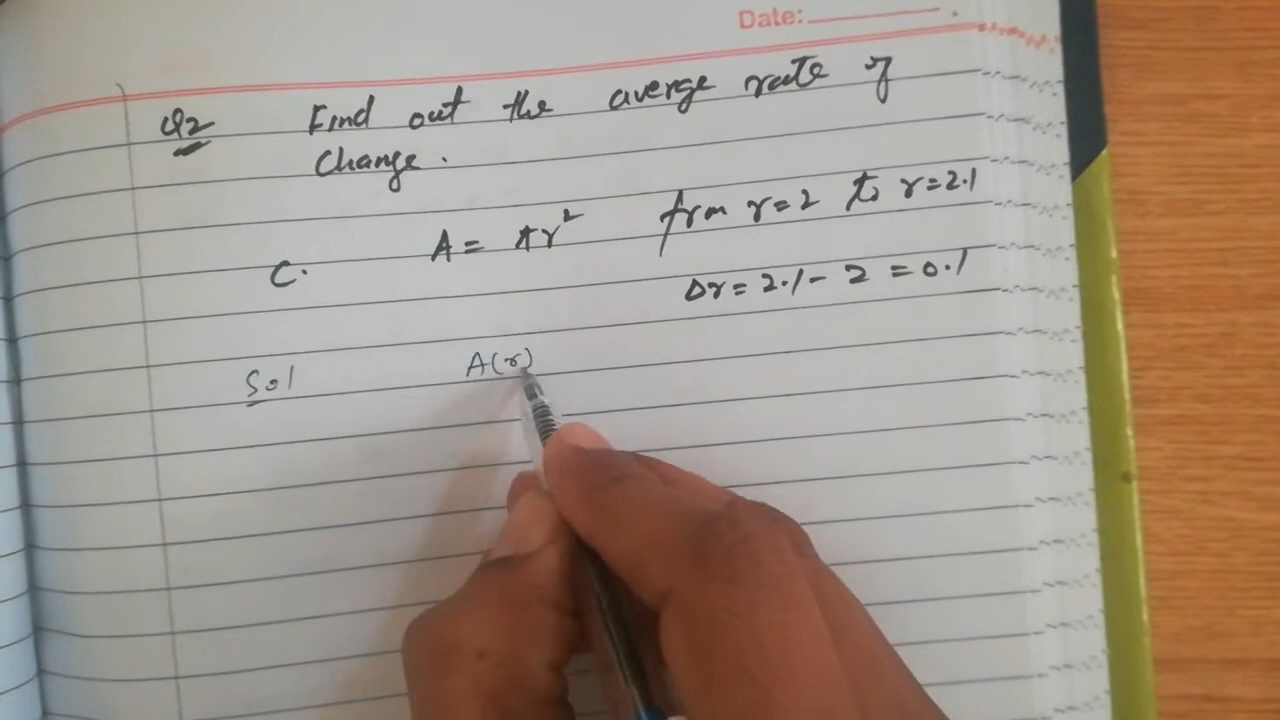 Date:
Q2 Find out the averge rate of
Change.
C. A = πr² from r=2 to r=2.1
Δr = 2.1 - 2 = 0.1
Sol A(r)